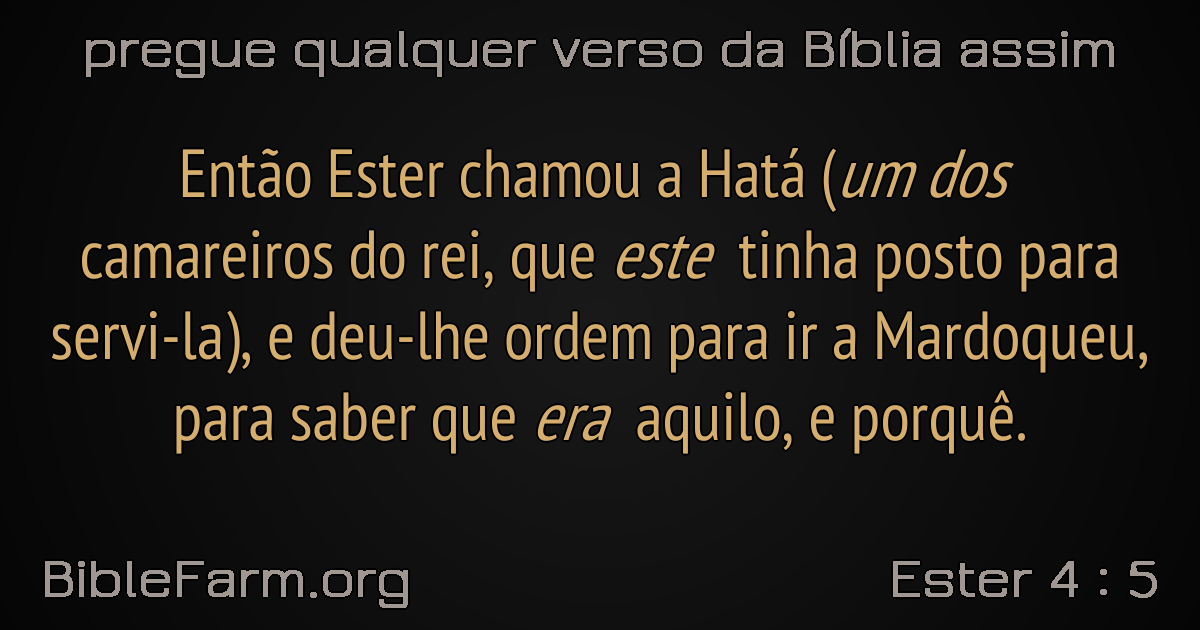 pregue qualquer verso da Bíblia assim
Então Ester chamou a Hatá (um dos
camareiros do rei, que este tinha posto para
servi-la), e deu-lhe ordem para ir a Mardoqueu,
para saber que era aquilo, e porquê.
BibleFarm.org
Ester 4 : 5